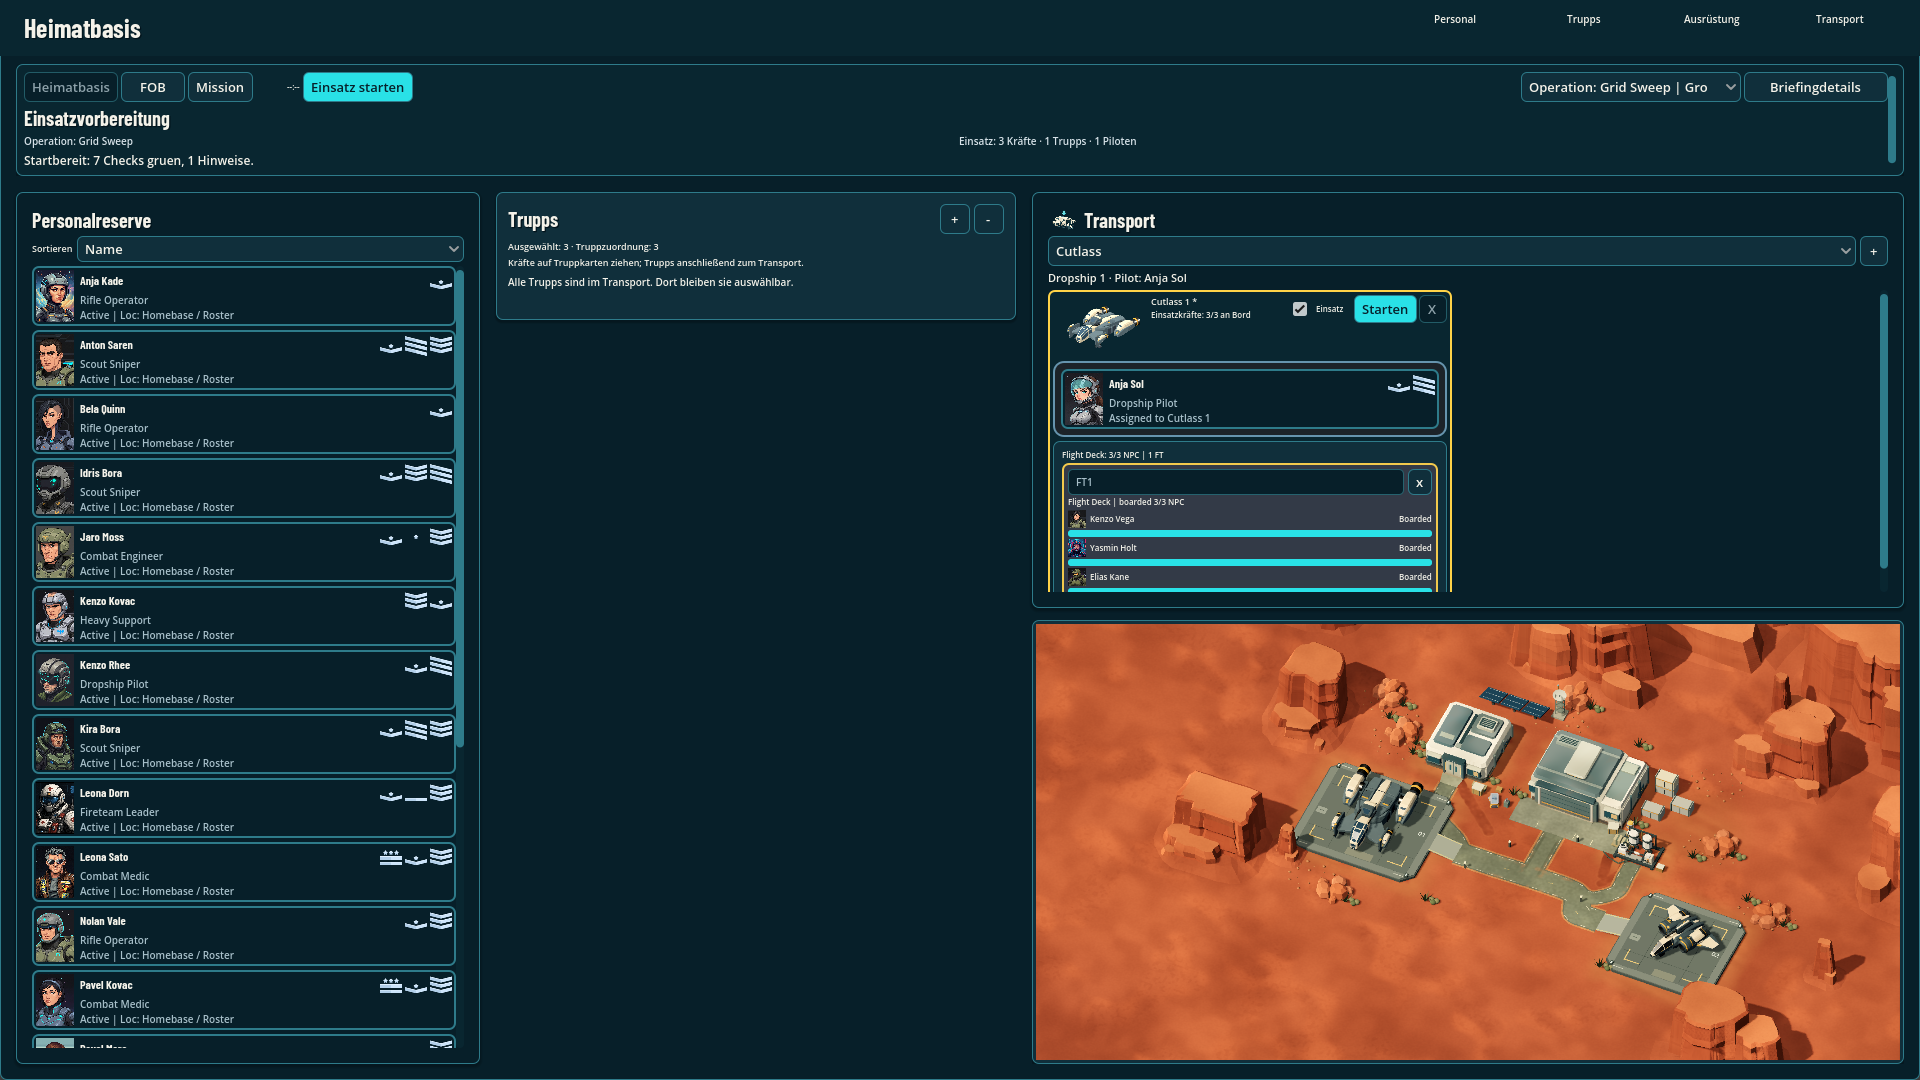 Heimatbasis
Personal
Trupps
Ausrüstung
Transport
Heimatbasis
FOB
Mission
--:--
Einsatz starten
Operation: Grid Sweep | Gro
Briefingdetails
Einsatzvorbereitung
Operation: Grid Sweep
Einsatz: 3 Kräfte · 1 Trupps · 1 Piloten
Startbereit: 7 Checks gruen, 1 Hinweise.
Personalreserve
Sortieren
Name
Anja Kade
Rifle Operator
Active | Loc: Homebase / Roster
Anton Saren
Scout Sniper
Active | Loc: Homebase / Roster
Bela Quinn
Rifle Operator
Active | Loc: Homebase / Roster
Idris Bora
Scout Sniper
Active | Loc: Homebase / Roster
Jaro Moss
Combat Engineer
Active | Loc: Homebase / Roster
Kenzo Kovac
Heavy Support
Active | Loc: Homebase / Roster
Kenzo Rhee
Dropship Pilot
Active | Loc: Homebase / Roster
Kira Bora
Scout Sniper
Active | Loc: Homebase / Roster
Leona Dorn
Fireteam Leader
Active | Loc: Homebase / Roster
Leona Sato
Combat Medic
Active | Loc: Homebase / Roster
Nolan Vale
Rifle Operator
Active | Loc: Homebase / Roster
Pavel Kovac
Combat Medic
Active | Loc: Homebase / Roster
Trupps
+
-
Ausgewählt: 3 · Truppzuordnung: 3
Kräfte auf Truppkarten ziehen; Trupps anschließend zum Transport.
Alle Trupps sind im Transport. Dort bleiben sie auswählbar.
Transport
Cutlass
+
Dropship 1 · Pilot: Anja Sol
Cutlass 1 *
Einsatzkräfte: 3/3 an Bord
Einsatz
Starten
X
Anja Sol
Dropship Pilot
Assigned to Cutlass 1
Flight Deck: 3/3 NPC | 1 FT
FT1
x
Flight Deck | boarded 3/3 NPC
Kenzo Vega
Boarded
Yasmin Holt
Boarded
Elias Kane
Boarded